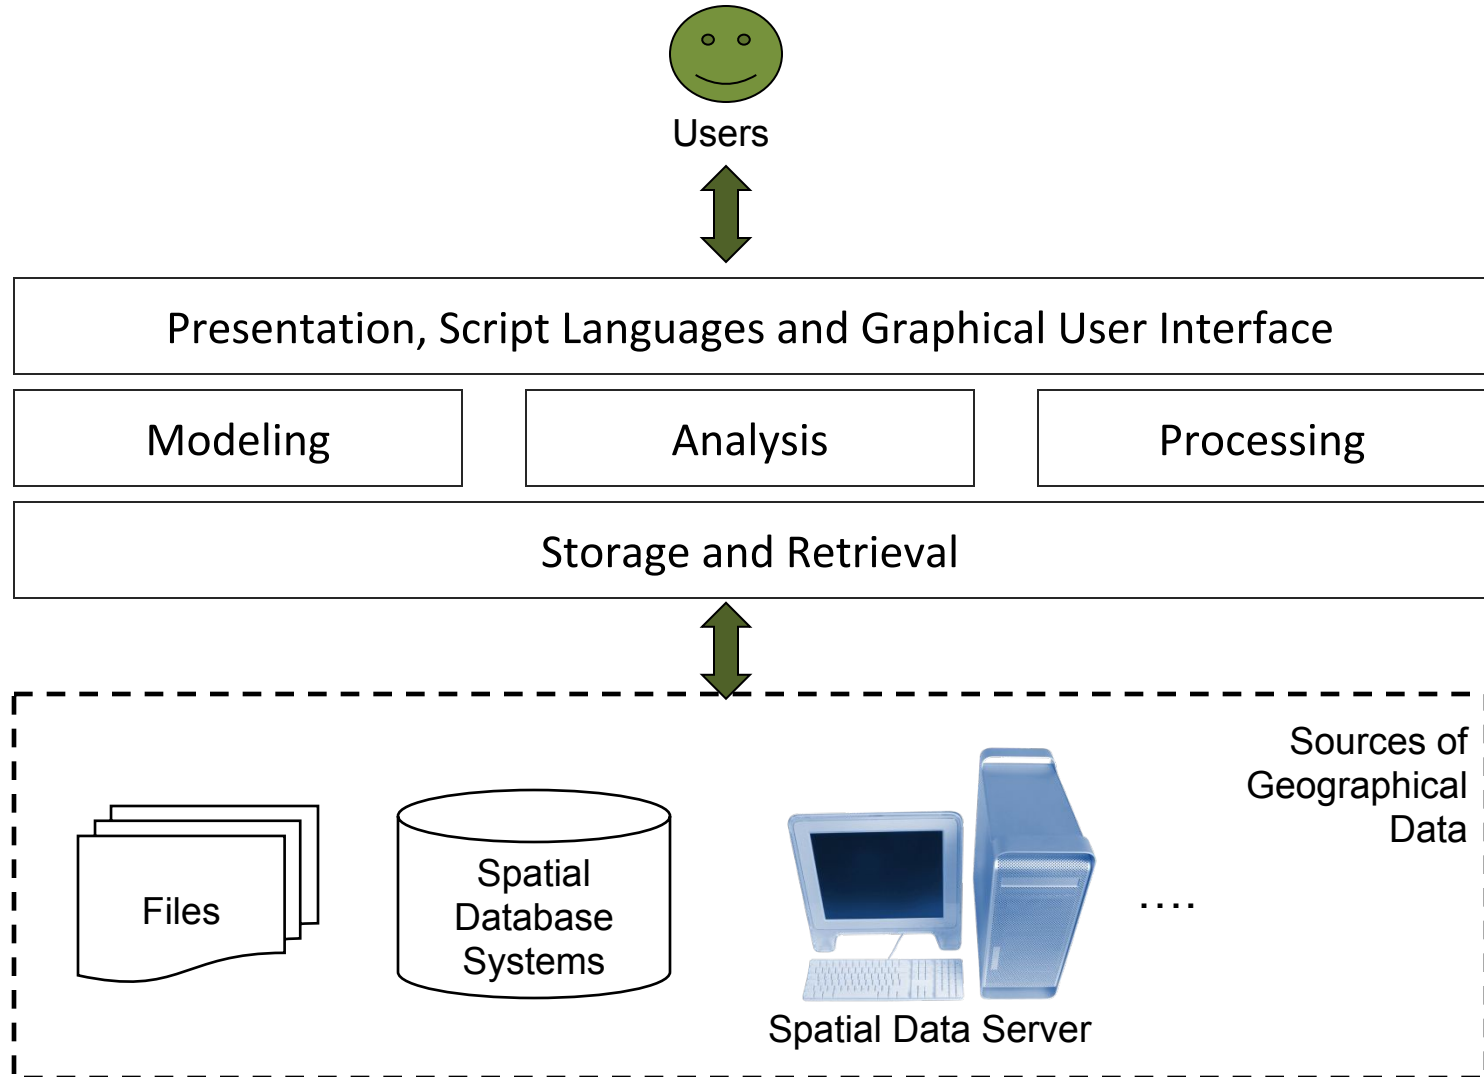 Users
Presentation, Script Languages and Graphical User Interface
Modeling
Analysis
Processing
Storage and Retrieval
Sources of
Geographical
Data
Files
Spatial
Database
Systems
....
Spatial Data Server